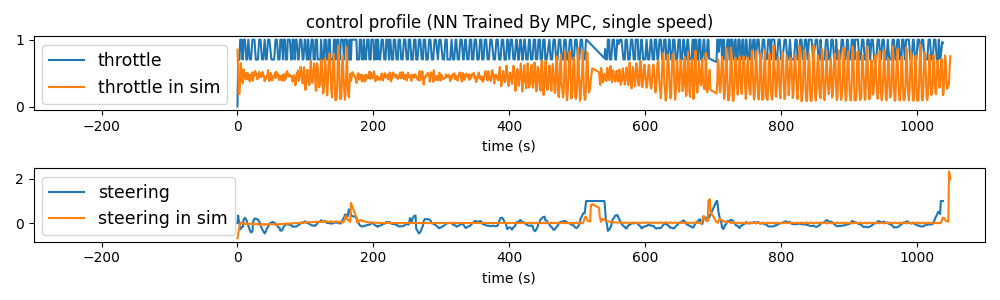 control profile (NN Trained By MPC, single speed)
1
throttle
throttle in sim
0
−200 0 200 400 600 800 1000
time (s)
2
steering
steering in sim
0
−200 0 200 400 600 800 1000
time (s)